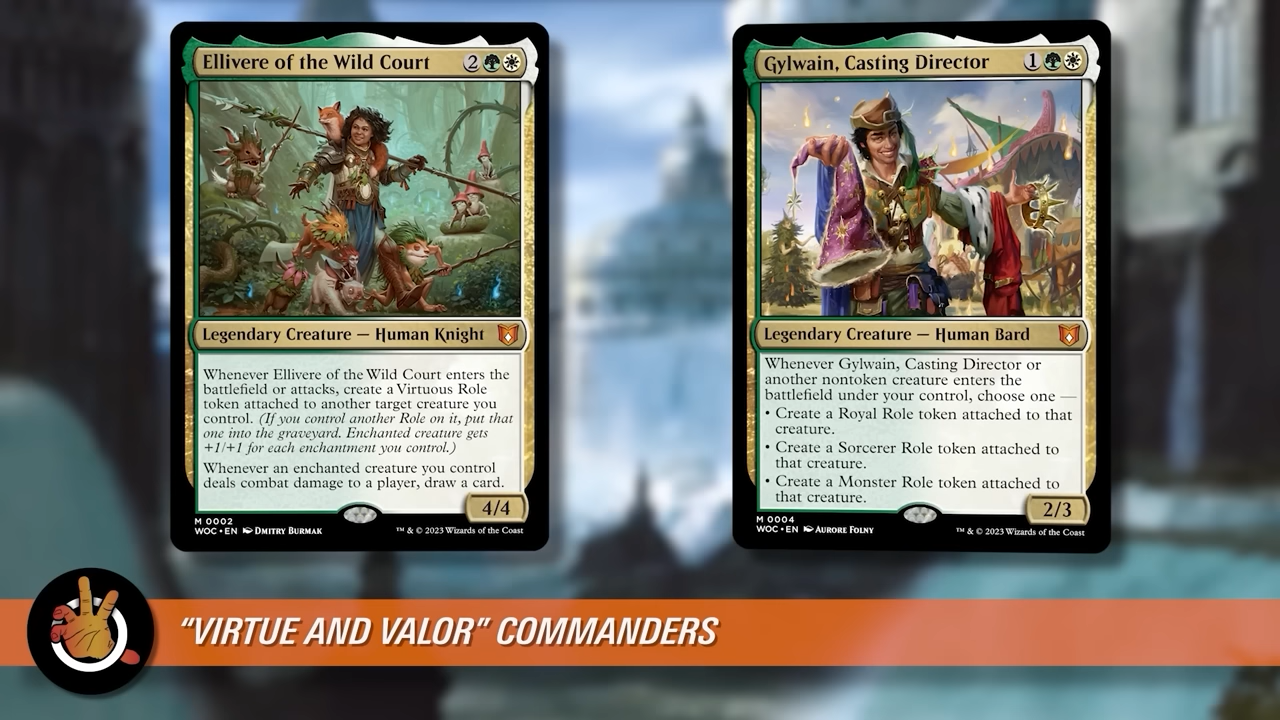 Ellivere of the Wild Court 2
Legendary Creature — Human Knight
Whenever Ellivere of the Wild Court enters the
battlefield or attacks, create a Virtuous Role
token attached to another target creature you
control. (If you control another Role on it, put that
one into the graveyard. Enchanted creature gets
+1/+1 for each enchantment you control.)
Whenever an enchanted creature you control
deals combat damage to a player, draw a card.
4/4
M 0002
WOC • EN DMITRY BURMAK
™ & © 2023 Wizards of the Coast
Gylwain, Casting Director 1
Legendary Creature — Human Bard
Whenever Gylwain, Casting Director or
another nontoken creature enters the
battlefield under your control, choose one —
• Create a Royal Role token attached to that
creature.
• Create a Sorcerer Role token attached to
that creature.
• Create a Monster Role token attached to
that creature.
2/3
M 0004
WOC • EN AURORE FOLNY
™ & © 2023 Wizards of the Coast
“VIRTUE AND VALOR” COMMANDERS